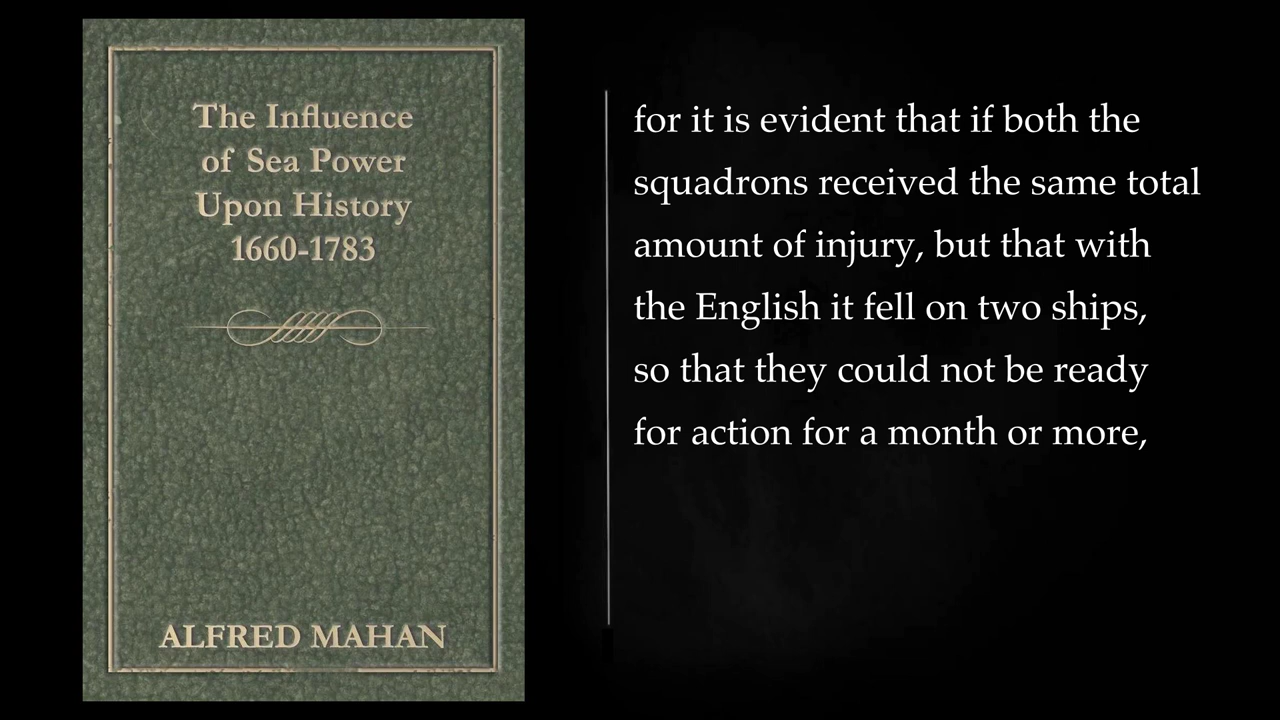 The Influence
of Sea Power
Upon History
1660-1783
ALFRED MAHAN
for it is evident that if both the
squadrons received the same total
amount of injury, but that with
the English it fell on two ships,
so that they could not be ready
for action for a month or more,